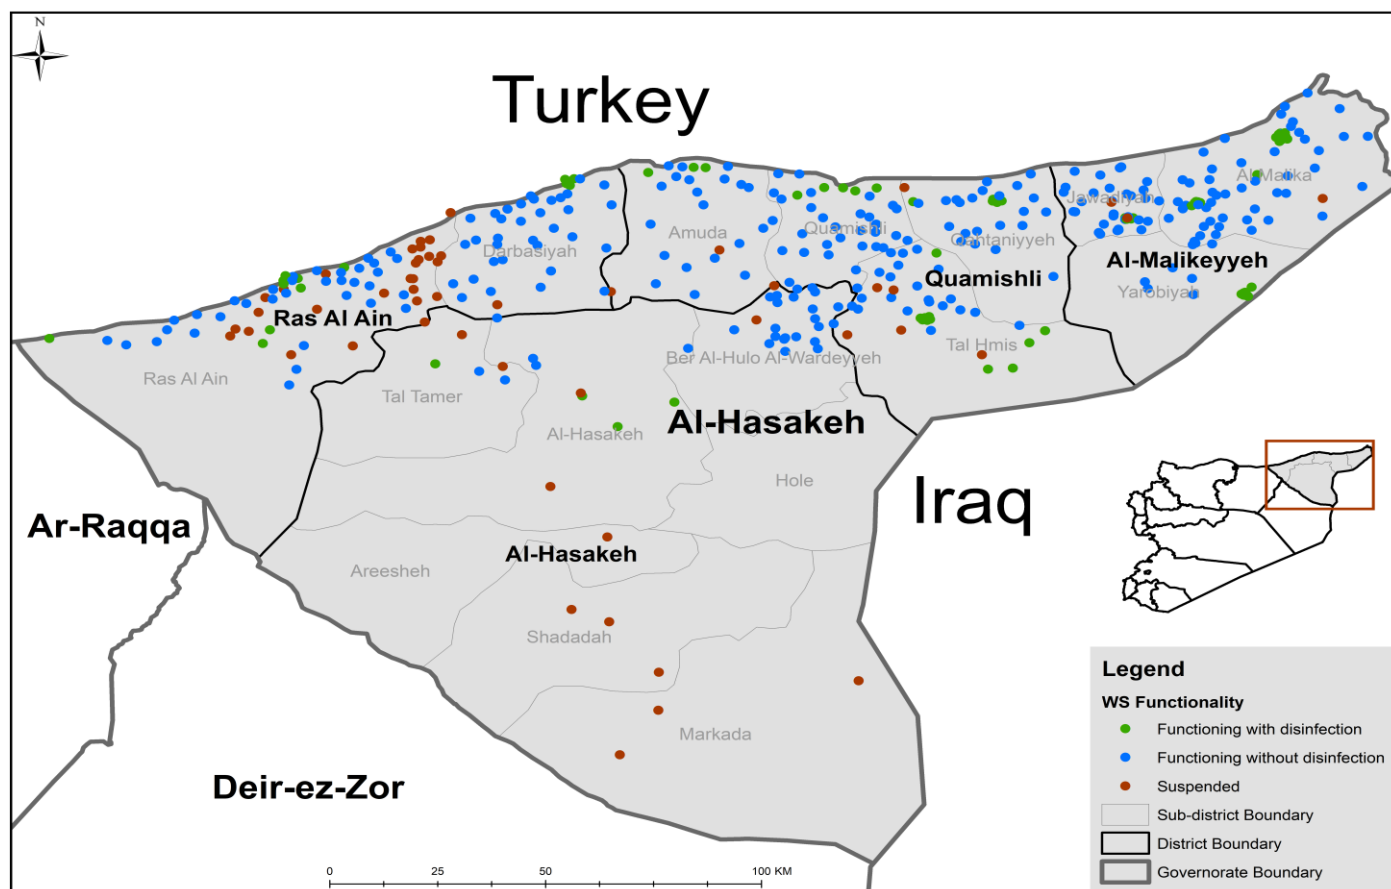 N
Turkey
Al-Malika
Jawadiyah
Amuda
Quamishli
Qahtaniyyeh
Darbasiyah
Al-Malikeyyeh
Quamishli
Yarobiyah
Ras Al Ain
Tal Hmis
Ber Al-Hulo Al-Wardeyyeh
Ras Al Ain
Tal Tamer
Al-Hasakeh
Al-Hasakeh
Hole
Iraq
Ar-Raqqa
Al-Hasakeh
Areesheh
Shadadah
Markada
Deir-ez-Zor
Legend
WS Functionality
Functioning with disinfection
Functioning without disinfection
Suspended
Sub-district Boundary
District Boundary
Governorate Boundary
0 25 50 100 KM